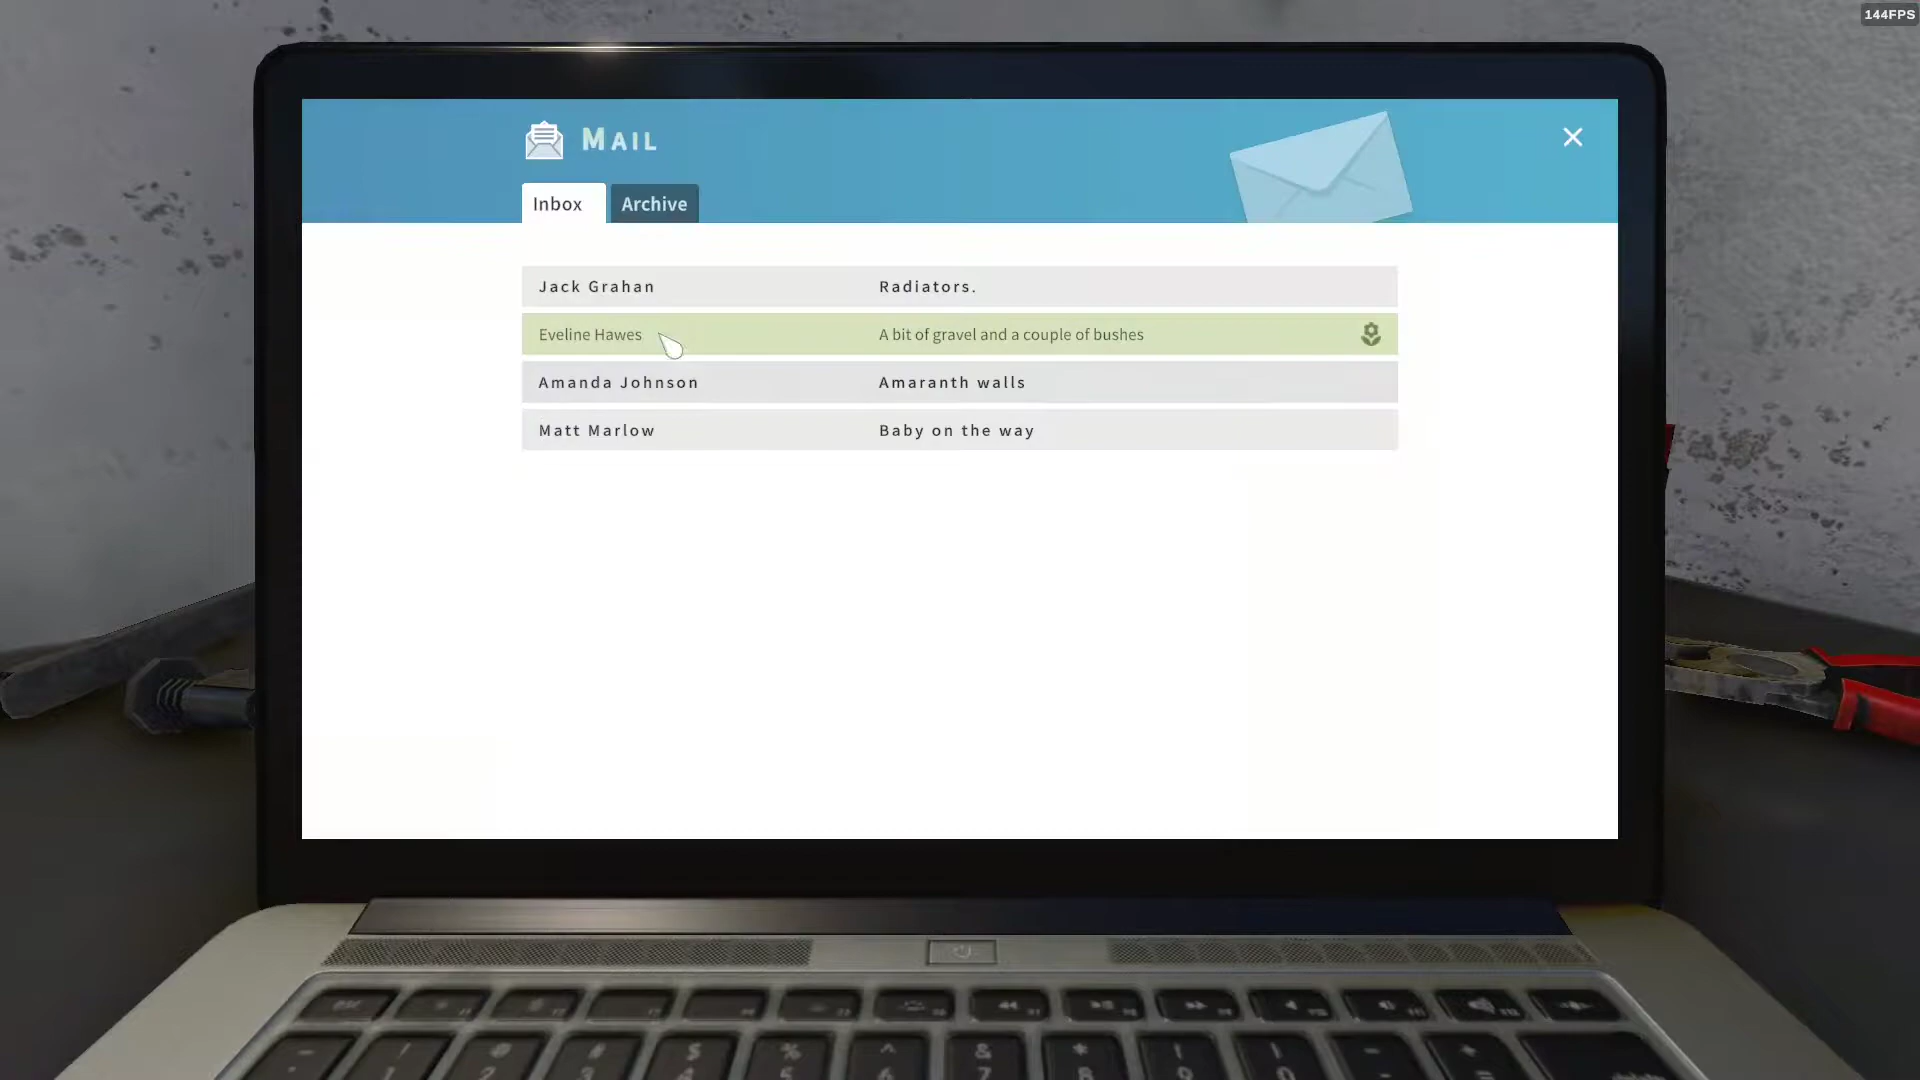 144FPS
MAIL
Inbox Archive
Jack Grahan Radiators.
Eveline Hawes A bit of gravel and a couple of bushes
Amanda Johnson Amaranth walls
Matt Marlow Baby on the way